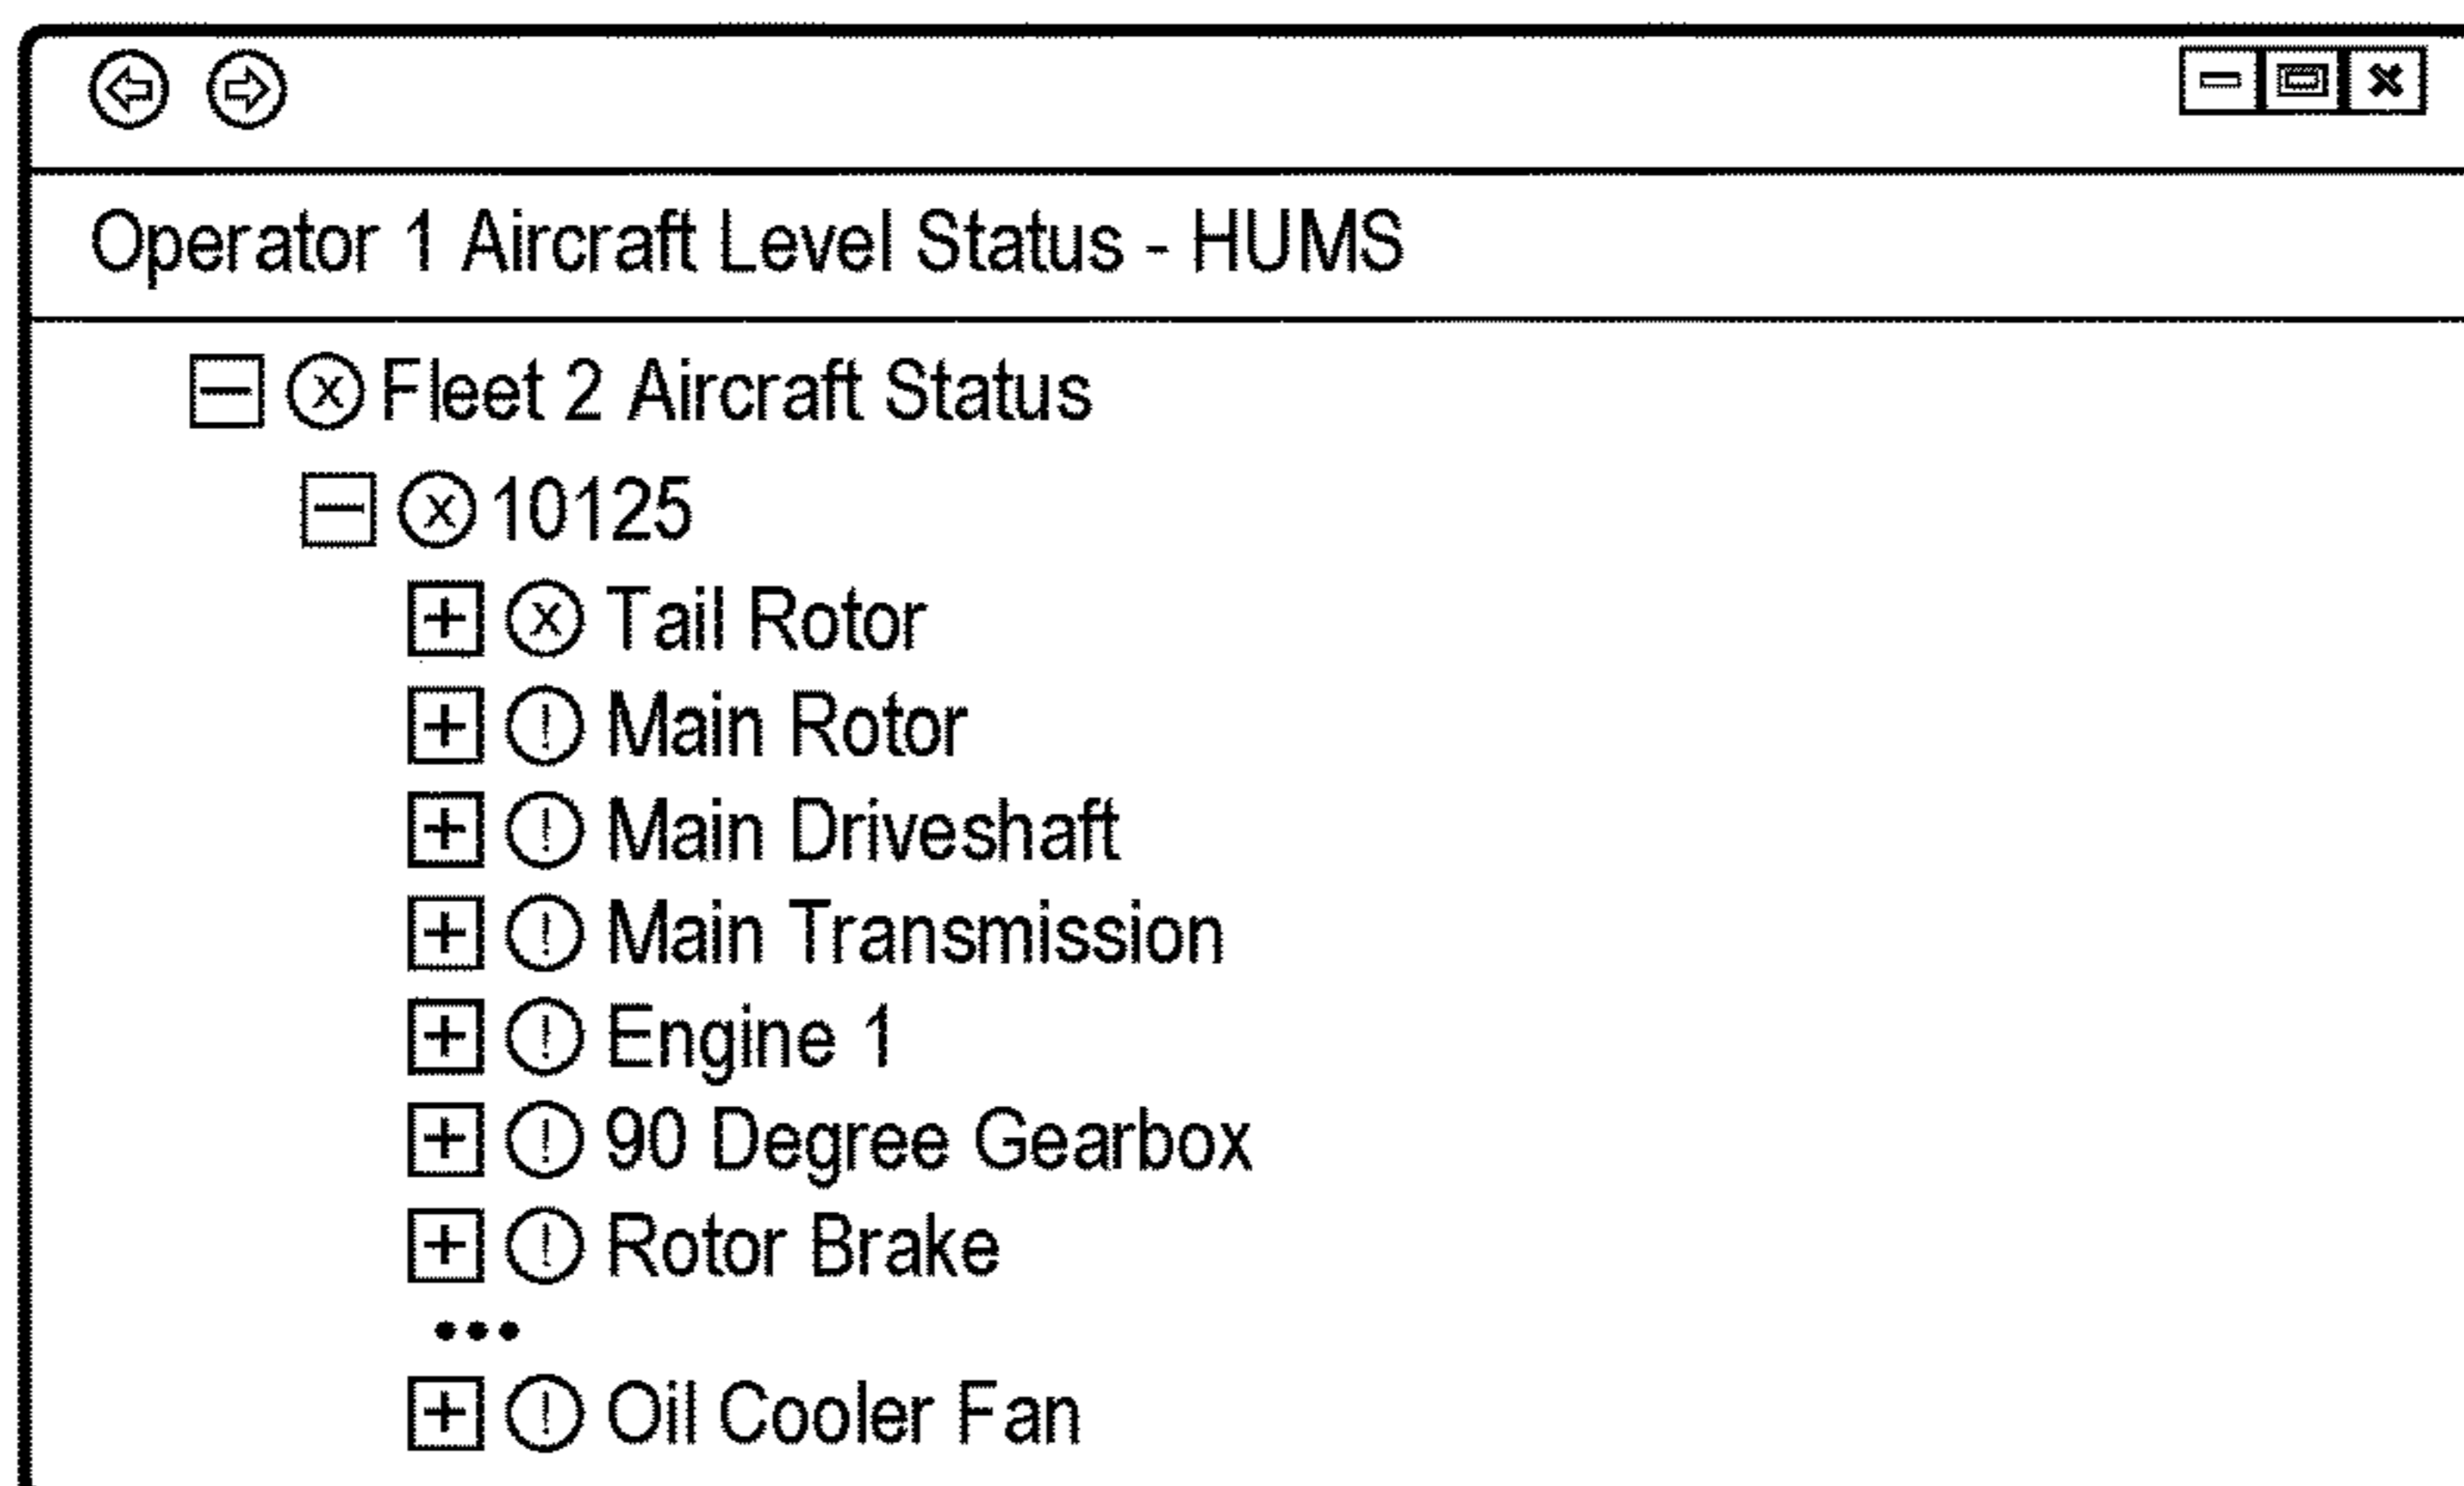 Operator 1 Aircraft Level Status - HUMS
Fleet 2 Aircraft Status
10125
Tail Rotor
Main Rotor
Main Driveshaft
Main Transmission
Engine 1
90 Degree Gearbox
Rotor Brake
•••
Oil Cooler Fan